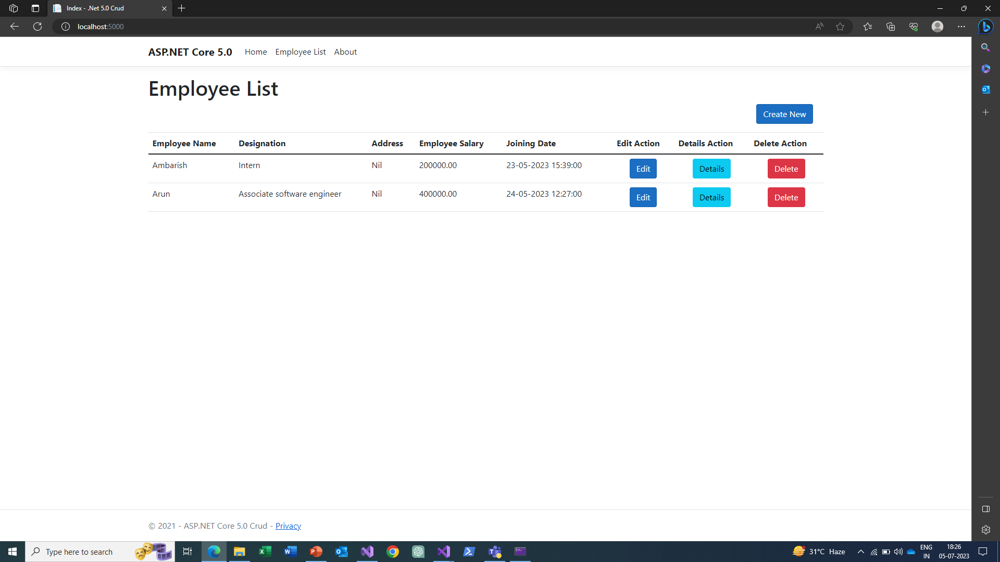 Index - .Net 5.0 Crud
localhost:5000
ASP.NET Core 5.0 Home Employee List About
Employee List
Create New
Employee Name Designation Address Employee Salary Joining Date Edit Action Details Action Delete Action
Ambarish Intern Nil 200000.00 23-05-2023 15:39:00 Edit Details Delete
Arun Associate software engineer Nil 400000.00 24-05-2023 12:27:00 Edit Details Delete
© 2021 - ASP.NET Core 5.0 Crud - Privacy
Type here to search
31°C Haze
ENG
IN
18:26
05-07-2023